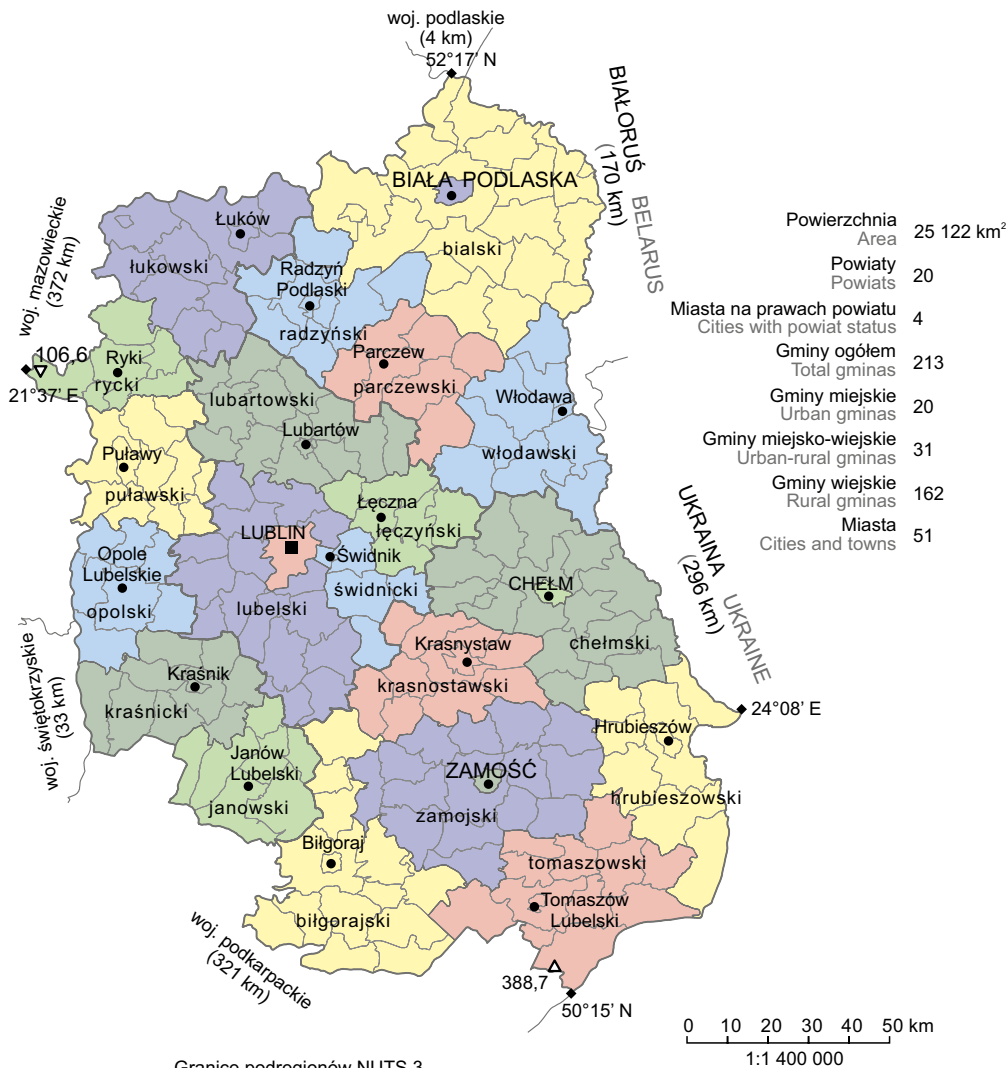 woj. podlaskie
(4 km)
52°17' N
BIAŁORUŚ
(170 km)
BELARUS
BIAŁA PODLASKA
bialski
Łuków
łukowski
Radzyń
Podlaski
radzyński
woj. mazowieckie
(372 km)
106,6
21°37' E
Ryki
rycki
Parczew
parczewski
lubartowski
Lubartów
Włodawa
włodawski
Puławy
puławski
Łęczna
łęczyński
LUBLIN
Świdnik
świdnicki
lubelski
Opole
Lubelskie
opolski
CHEŁM
chełmski
UKRAINA
(296 km)
UKRAINE
Krasnystaw
krasnostawski
woj. świętokrzyskie
(33 km)
Kraśnik
kraśnicki
24°08' E
Hrubieszów
hrubieszowski
Janów
Lubelski
janowski
ZAMOŚĆ
zamojski
Biłgoraj
biłgorajski
tomaszowski
Tomaszów
Lubelski
woj. podkarpackie
(321 km)
388,7
50°15' N
Powierzchnia
Area
25 122 km²
Powiaty
Powiats
20
Miasta na prawach powiatu
Cities with powiat status
4
Gminy ogółem
Total gminas
213
Gminy miejskie
Urban gminas
20
Gminy miejsko-wiejskie
Urban-rural gminas
31
Gminy wiejskie
Rural gminas
162
Miasta
Cities and towns
51
0 10 20 30 40 50 km
1:1 400 000
Granice podregionów NUTS 3